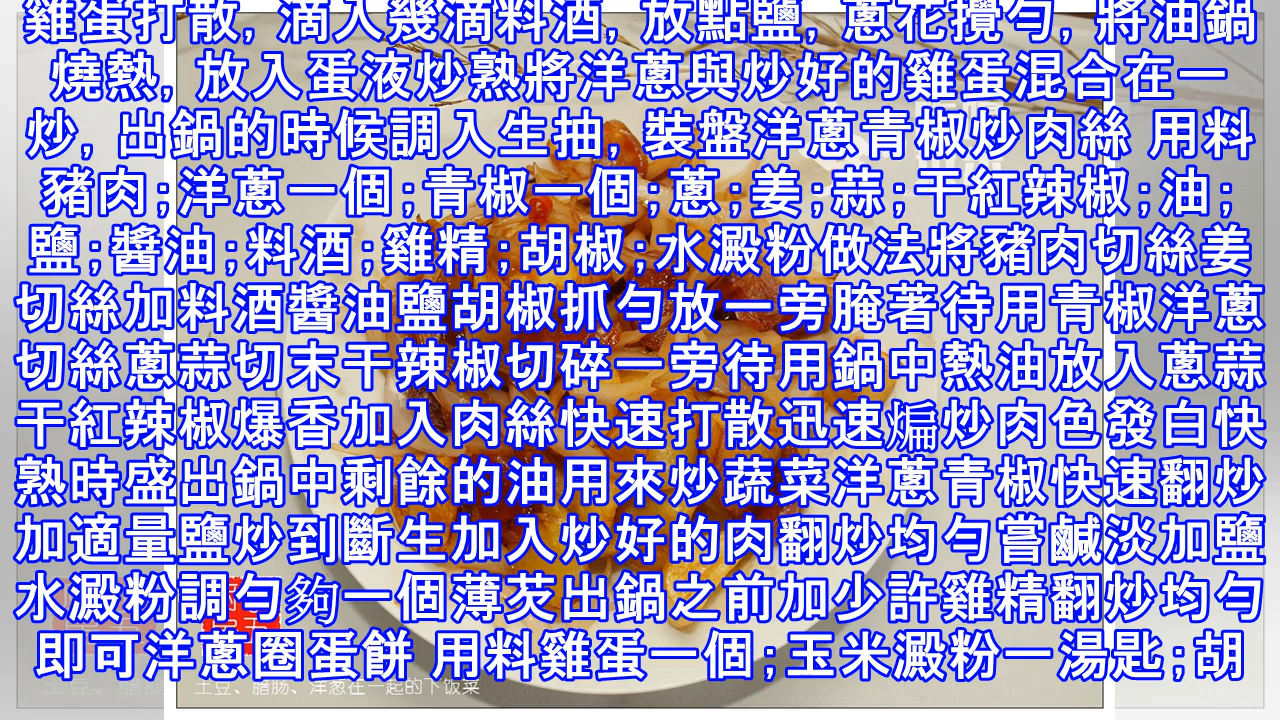 雞蛋打散, 滴入幾滴料酒, 放點鹽, 蔥花攪勻, 將油鍋
燒熱, 放入蛋液炒熟將洋蔥與炒好的雞蛋混合在一
炒, 出鍋的時候調入生抽, 裝盤洋蔥青椒炒肉絲 用料
豬肉;洋蔥一個;青椒一個;蔥;姜;蒜;干紅辣椒;油;
鹽;醬油;料酒;雞精;胡椒;水澱粉做法將豬肉切絲姜
切絲加料酒醬油鹽胡椒抓勻放一旁腌著待用青椒洋蔥
切絲蔥蒜切末干辣椒切碎一旁待用鍋中熱油放入蔥蒜
干紅辣椒爆香加入肉絲快速打散迅速煸炒肉色發白快
熟時盛出鍋中剩餘的油用來炒蔬菜洋蔥青椒快速翻炒
加適量鹽炒到斷生加入炒好的肉翻炒均勻嘗鹹淡加鹽
水澱粉調勻夠一個薄芡出鍋之前加少許雞精翻炒均勻
即可洋蔥圈蛋餅 用料雞蛋一個;玉米澱粉一湯匙;胡
土豆、腊肠、洋葱在一起的下饭菜